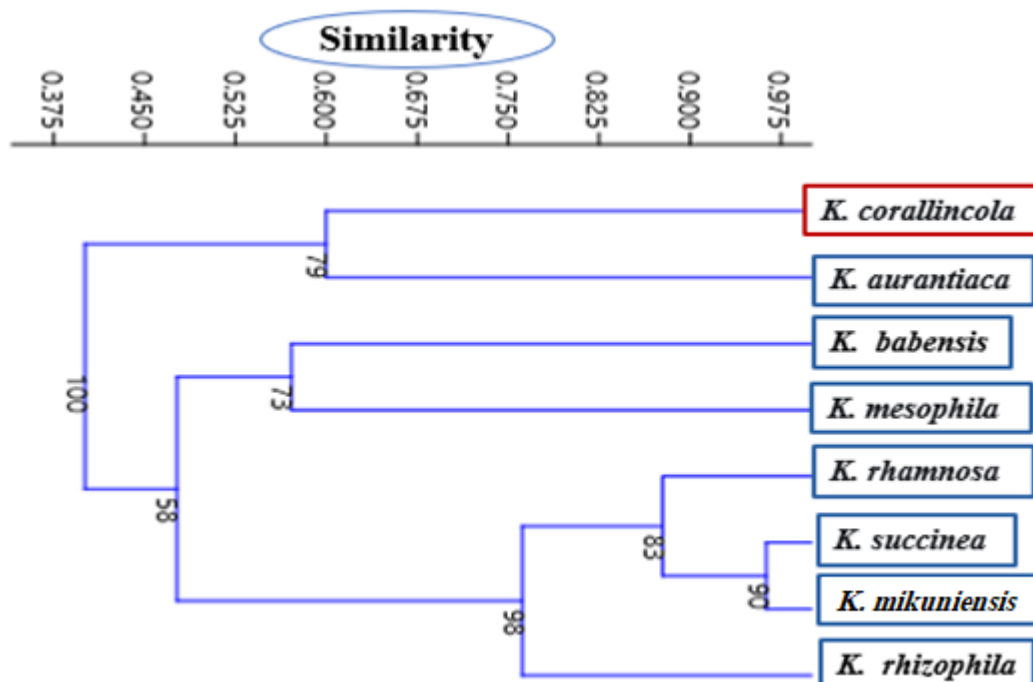 Similarity
0.375 0.450 0.525 0.600 0.675 0.750 0.825 0.900 0.975
K. corallincola
79
K. aurantiaca
K. babensis
73
K. mesophila
100
K. rhamnosa
58
83
K. succinea
90
K. mikuniensis
98
K. rhizophila